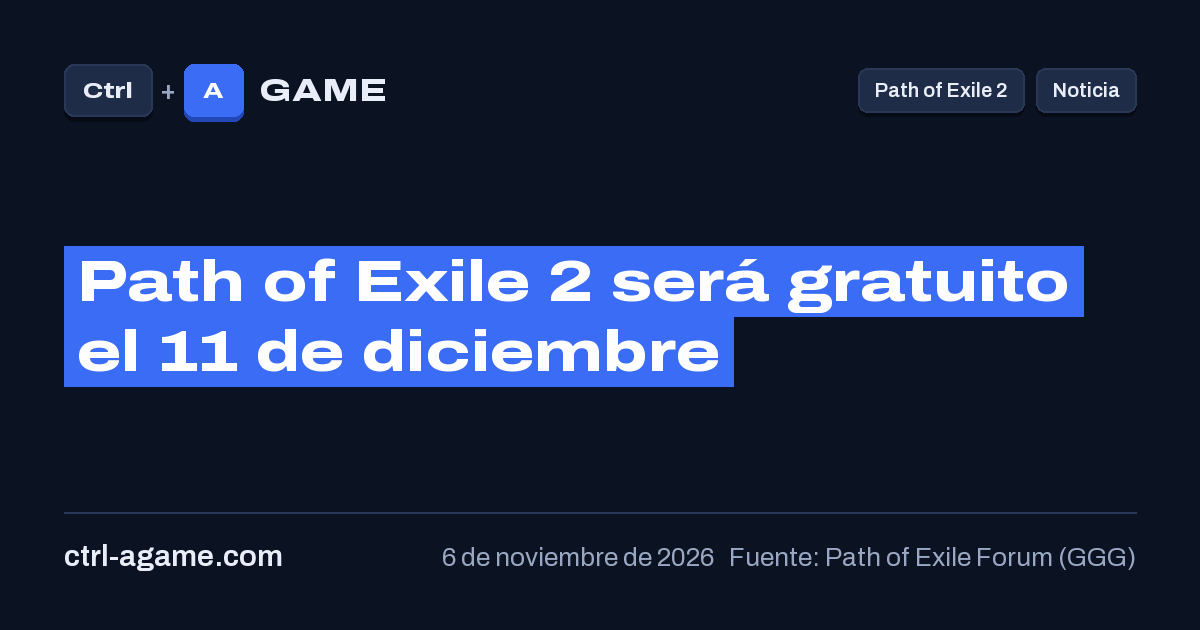 Ctrl + A GAME
Path of Exile 2 Noticia
Path of Exile 2 será gratuito
el 11 de diciembre
ctrl-agame.com
6 de noviembre de 2026 Fuente: Path of Exile Forum (GGG)